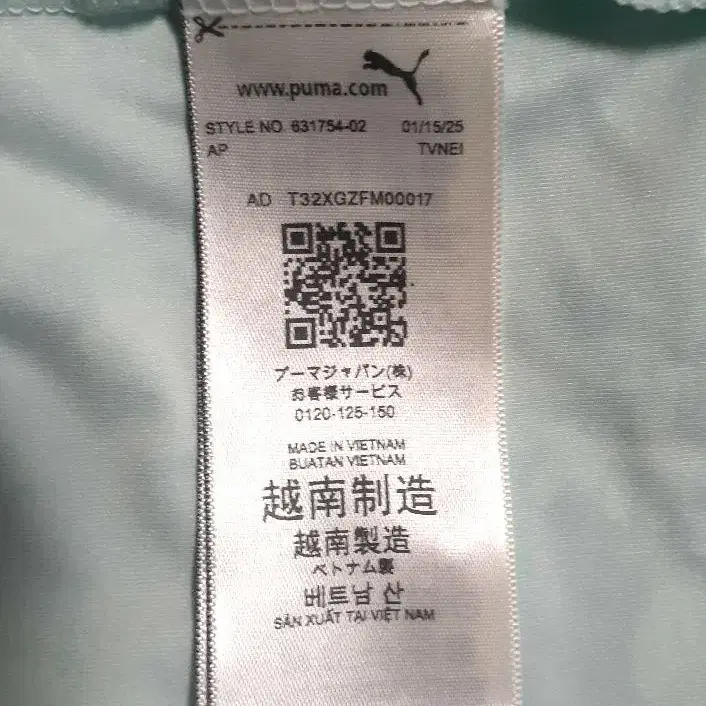 www.puma.com
STYLE NO 631754-02 01/15/25
AP TVNEI
AD T32XGZFM00017
プーマジャパン(株)
お客様サービス
0120-125-150
MADE IN VIETNAM
BUATAN VIETNAM
越南制造
越南製造
ベトナム製
베트남 산
SẢN XUẤT TẠI VIỆT NAM